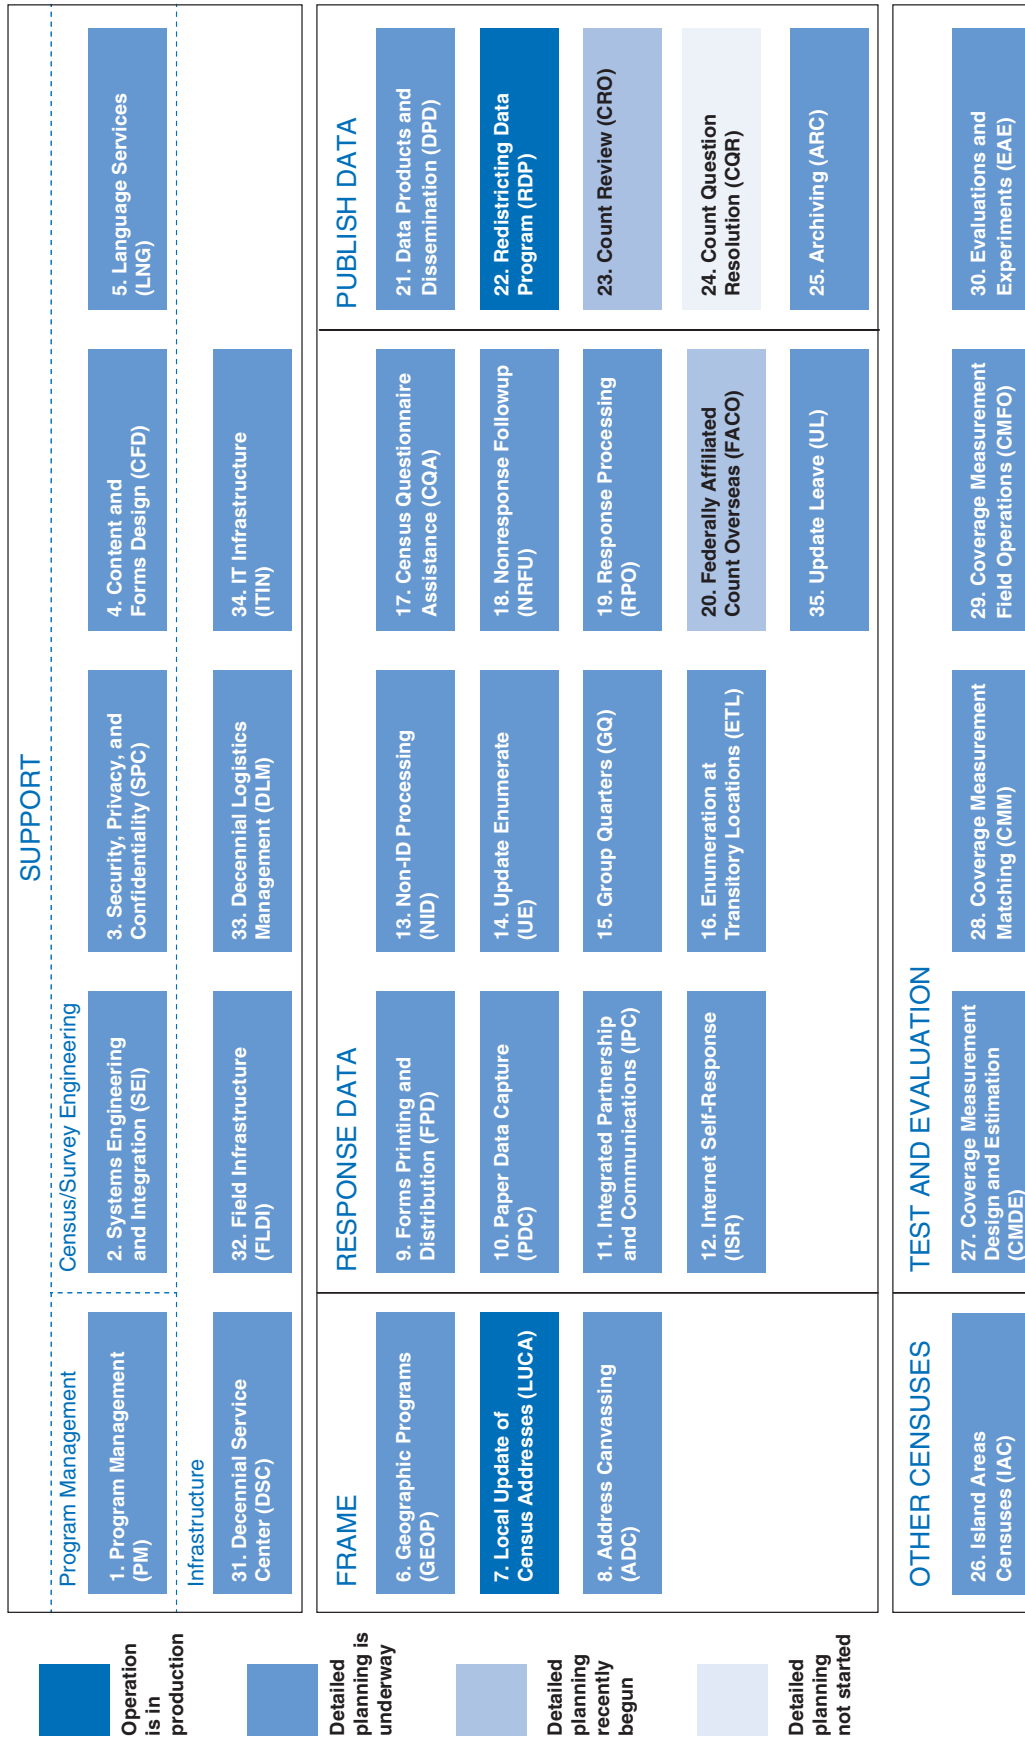 Operation
is in
production
Detailed
planning is
underway
Detailed
planning
recently
begun
Detailed
planning
not started
SUPPORT
Program Management
1. Program Management
(PM)
Census/Survey Engineering
2. Systems Engineering
and Integration (SEI)
3. Security, Privacy, and
Confidentiality (SPC)
4. Content and
Forms Design (CFD)
5. Language Services
(LNG)
Infrastructure
31. Decennial Service
Center (DSC)
32. Field Infrastructure
(FLDI)
33. Decennial Logistics
Management (DLM)
34. IT Infrastructure
(ITIN)
FRAME
6. Geographic Programs
(GEOP)
7. Local Update of
Census Addresses (LUCA)
8. Address Canvassing
(ADC)
RESPONSE DATA
9. Forms Printing and
Distribution (FPD)
10. Paper Data Capture
(PDC)
11. Integrated Partnership
and Communications (IPC)
12. Internet Self-Response
(ISR)
13. Non-ID Processing
(NID)
14. Update Enumerate
(UE)
15. Group Quarters (GQ)
16. Enumeration at
Transitory Locations (ETL)
17. Census Questionnaire
Assistance (CQA)
18. Nonresponse Followup
(NRFU)
19. Response Processing
(RPO)
20. Federally Affiliated
Count Overseas (FACO)
35. Update Leave (UL)
PUBLISH DATA
21. Data Products and
Dissemination (DPD)
22. Redistricting Data
Program (RDP)
23. Count Review (CRO)
24. Count Question
Resolution (CQR)
25. Archiving (ARC)
OTHER CENSUSES
26. Island Areas
Censuses (IAC)
TEST AND EVALUATION
27. Coverage Measurement
Design and Estimation
(CMDE)
28. Coverage Measurement
Matching (CMM)
29. Coverage Measurement
Field Operations (CMFO)
30. Evaluations and
Experiments (EAE)